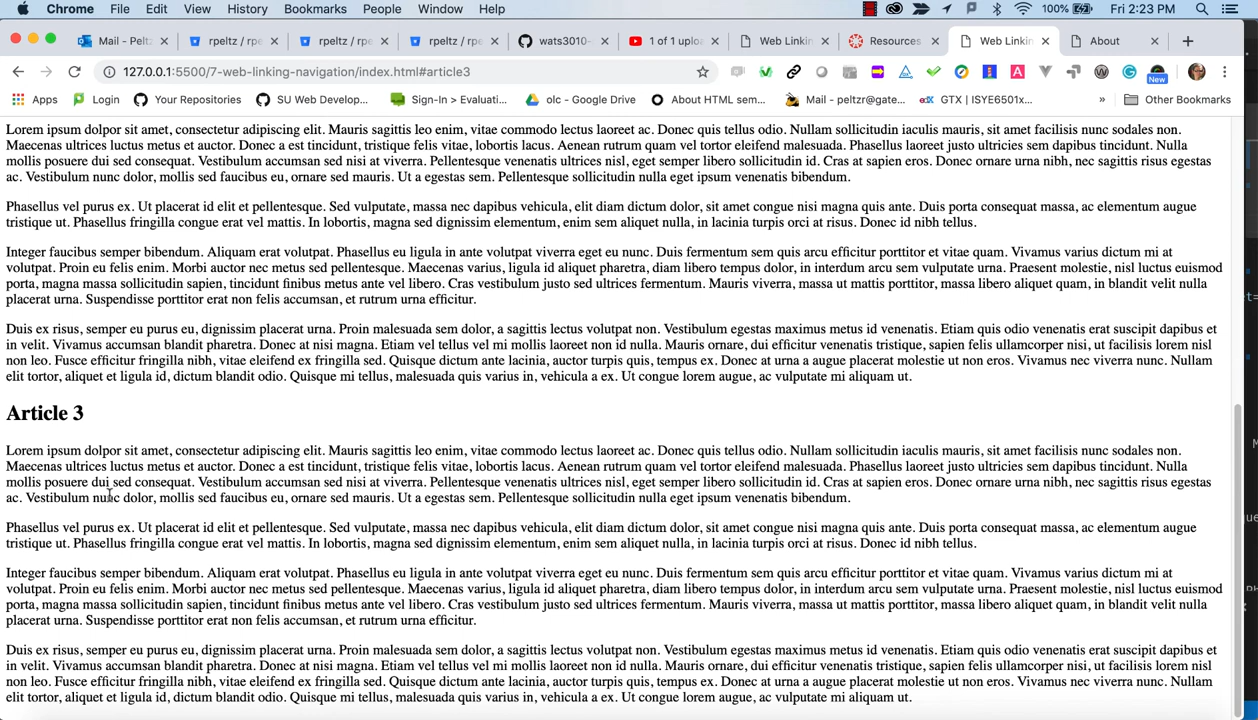 Chrome File Edit View History Bookmarks People Window Help 100% Fri 2:23 PM
Mail - Peltz rpeltz / rpe rpeltz / rpe rpeltz / rpe wats3010- 1 of 1 uploa Web Linkin Resources Web Linkin About
127.0.0.1:5500/7-web-linking-navigation/index.html#article3 New
Apps Login Your Repositories SU Web Develop... Sign-In > Evaluati... olc - Google Drive About HTML sem... Mail - peltzr@gate... GTX | ISYE6501x... » Other Bookmarks
Lorem ipsum dolpor sit amet, consectetur adipiscing elit. Mauris sagittis leo enim, vitae commodo lectus laoreet ac. Donec quis tellus odio. Nullam sollicitudin iaculis mauris, sit amet facilisis nunc sodales non.
Maecenas ultrices luctus metus et auctor. Donec a est tincidunt, tristique felis vitae, lobortis lacus. Aenean rutrum quam vel tortor eleifend malesuada. Phasellus laoreet justo ultricies sem dapibus tincidunt. Nulla
mollis posuere dui sed consequat. Vestibulum accumsan sed nisi at viverra. Pellentesque venenatis ultrices nisl, eget semper libero sollicitudin id. Cras at sapien eros. Donec ornare urna nibh, nec sagittis risus egestas
ac. Vestibulum nunc dolor, mollis sed faucibus eu, ornare sed mauris. Ut a egestas sem. Pellentesque sollicitudin nulla eget ipsum venenatis bibendum.
Phasellus vel purus ex. Ut placerat id elit et pellentesque. Sed vulputate, massa nec dapibus vehicula, elit diam dictum dolor, sit amet congue nisi magna quis ante. Duis porta consequat massa, ac elementum augue
tristique ut. Phasellus fringilla congue erat vel mattis. In lobortis, magna sed dignissim elementum, enim sem aliquet nulla, in lacinia turpis orci at risus. Donec id nibh tellus.
Integer faucibus semper bibendum. Aliquam erat volutpat. Phasellus eu ligula in ante volutpat viverra eget eu nunc. Duis fermentum sem quis arcu efficitur porttitor et vitae quam. Vivamus varius dictum mi at
volutpat. Proin eu felis enim. Morbi auctor nec metus sed pellentesque. Maecenas varius, ligula id aliquet pharetra, diam libero tempus dolor, in interdum arcu sem vulputate urna. Praesent molestie, nisl luctus euismod
porta, magna massa sollicitudin sapien, tincidunt finibus metus ante vel libero. Cras vestibulum justo sed ultrices fermentum. Mauris viverra, massa ut mattis porttitor, massa libero aliquet quam, in blandit velit nulla
placerat urna. Suspendisse porttitor erat non felis accumsan, et rutrum urna efficitur.
Duis ex risus, semper eu purus eu, dignissim placerat urna. Proin malesuada sem dolor, a sagittis lectus volutpat non. Vestibulum egestas maximus metus id venenatis. Etiam quis odio venenatis erat suscipit dapibus et
in velit. Vivamus accumsan blandit pharetra. Donec at nisi magna. Etiam vel tellus vel mi mollis laoreet non id nulla. Mauris ornare, dui efficitur venenatis tristique, sapien felis ullamcorper nisi, ut facilisis nisl lorem
non leo. Fusce efficitur fringilla nibh, vitae eleifend ex fringilla sed. Quisque dictum ante lacinia, auctor turpis quis, tempus ex. Donec at urna a augue placerat molestie ut non eros. Vivamus nec viverra nunc. Nullam
elit tortor, aliquet et ligula id, dictum blandit odio. Quisque mi tellus, malesuada quis varius in, vehicula a ex. Ut congue lorem augue, ac vulputate mi aliquam ut.
Article 3
Lorem ipsum dolpor sit amet, consectetur adipiscing elit. Mauris sagittis leo enim, vitae commodo lectus laoreet ac. Donec quis tellus odio. Nullam sollicitudin iaculis mauris, sit amet facilisis nunc sodales non.
Maecenas ultrices luctus metus et auctor. Donec a est tincidunt, tristique felis vitae, lobortis lacus. Aenean rutrum quam vel tortor eleifend malesuada. Phasellus laoreet justo ultricies sem dapibus tincidunt. Nulla
mollis posuere dui sed consequat. Vestibulum accumsan sed nisi at viverra. Pellentesque venenatis ultrices nisl, eget semper libero sollicitudin id. Cras at sapien eros. Donec ornare urna nibh, nec sagittis risus egestas
ac. Vestibulum nunc dolor, mollis sed faucibus eu, ornare sed mauris. Ut a egestas sem. Pellentesque sollicitudin nulla eget ipsum venenatis bibendum.
Phasellus vel purus ex. Ut placerat id elit et pellentesque. Sed vulputate, massa nec dapibus vehicula, elit diam dictum dolor, sit amet congue nisi magna quis ante. Duis porta consequat massa, ac elementum augue
tristique ut. Phasellus fringilla congue erat vel mattis. In lobortis, magna sed dignissim elementum, enim sem aliquet nulla, in lacinia turpis orci at risus. Donec id nibh tellus.
Integer faucibus semper bibendum. Aliquam erat volutpat. Phasellus eu ligula in ante volutpat viverra eget eu nunc. Duis fermentum sem quis arcu efficitur porttitor et vitae quam. Vivamus varius dictum mi at
volutpat. Proin eu felis enim. Morbi auctor nec metus sed pellentesque. Maecenas varius, ligula id aliquet pharetra, diam libero tempus dolor, in interdum arcu sem vulputate urna. Praesent molestie, nisl luctus euismod
porta, magna massa sollicitudin sapien, tincidunt finibus metus ante vel libero. Cras vestibulum justo sed ultrices fermentum. Mauris viverra, massa ut mattis porttitor, massa libero aliquet quam, in blandit velit nulla
placerat urna. Suspendisse porttitor erat non felis accumsan, et rutrum urna efficitur.
Duis ex risus, semper eu purus eu, dignissim placerat urna. Proin malesuada sem dolor, a sagittis lectus volutpat non. Vestibulum egestas maximus metus id venenatis. Etiam quis odio venenatis erat suscipit dapibus et
in velit. Vivamus accumsan blandit pharetra. Donec at nisi magna. Etiam vel tellus vel mi mollis laoreet non id nulla. Mauris ornare, dui efficitur venenatis tristique, sapien felis ullamcorper nisi, ut facilisis nisl lorem
non leo. Fusce efficitur fringilla nibh, vitae eleifend ex fringilla sed. Quisque dictum ante lacinia, auctor turpis quis, tempus ex. Donec at urna a augue placerat molestie ut non eros. Vivamus nec viverra nunc. Nullam
elit tortor, aliquet et ligula id, dictum blandit odio. Quisque mi tellus, malesuada quis varius in, vehicula a ex. Ut congue lorem augue, ac vulputate mi aliquam ut.